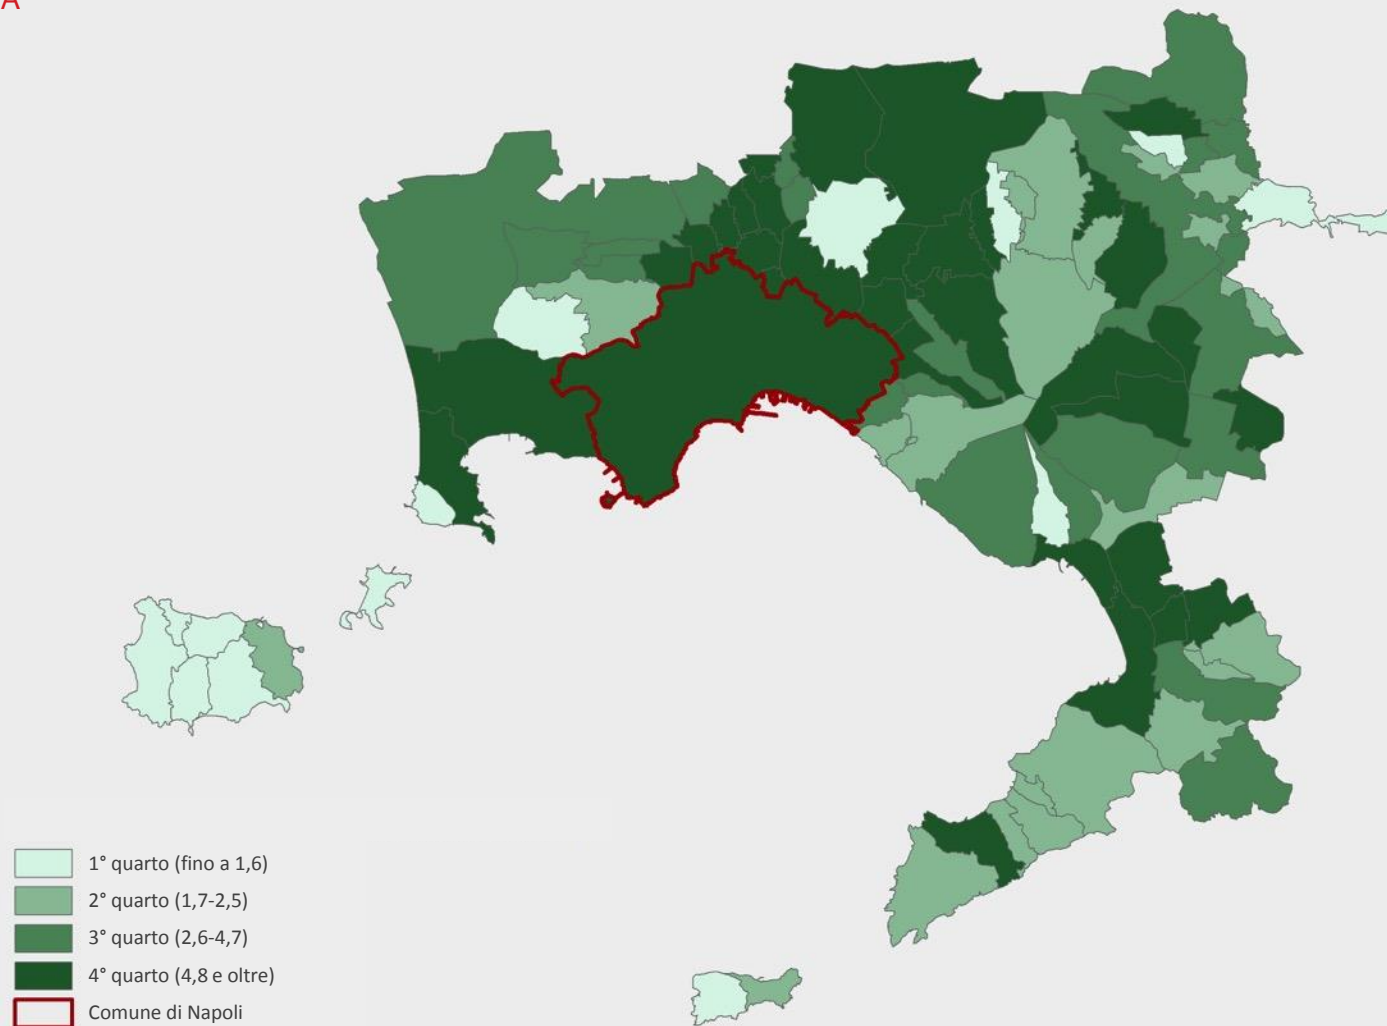 A
1° quarto (fino a 1,6)
2° quarto (1,7-2,5)
3° quarto (2,6-4,7)
4° quarto (4,8 e oltre)
Comune di Napoli